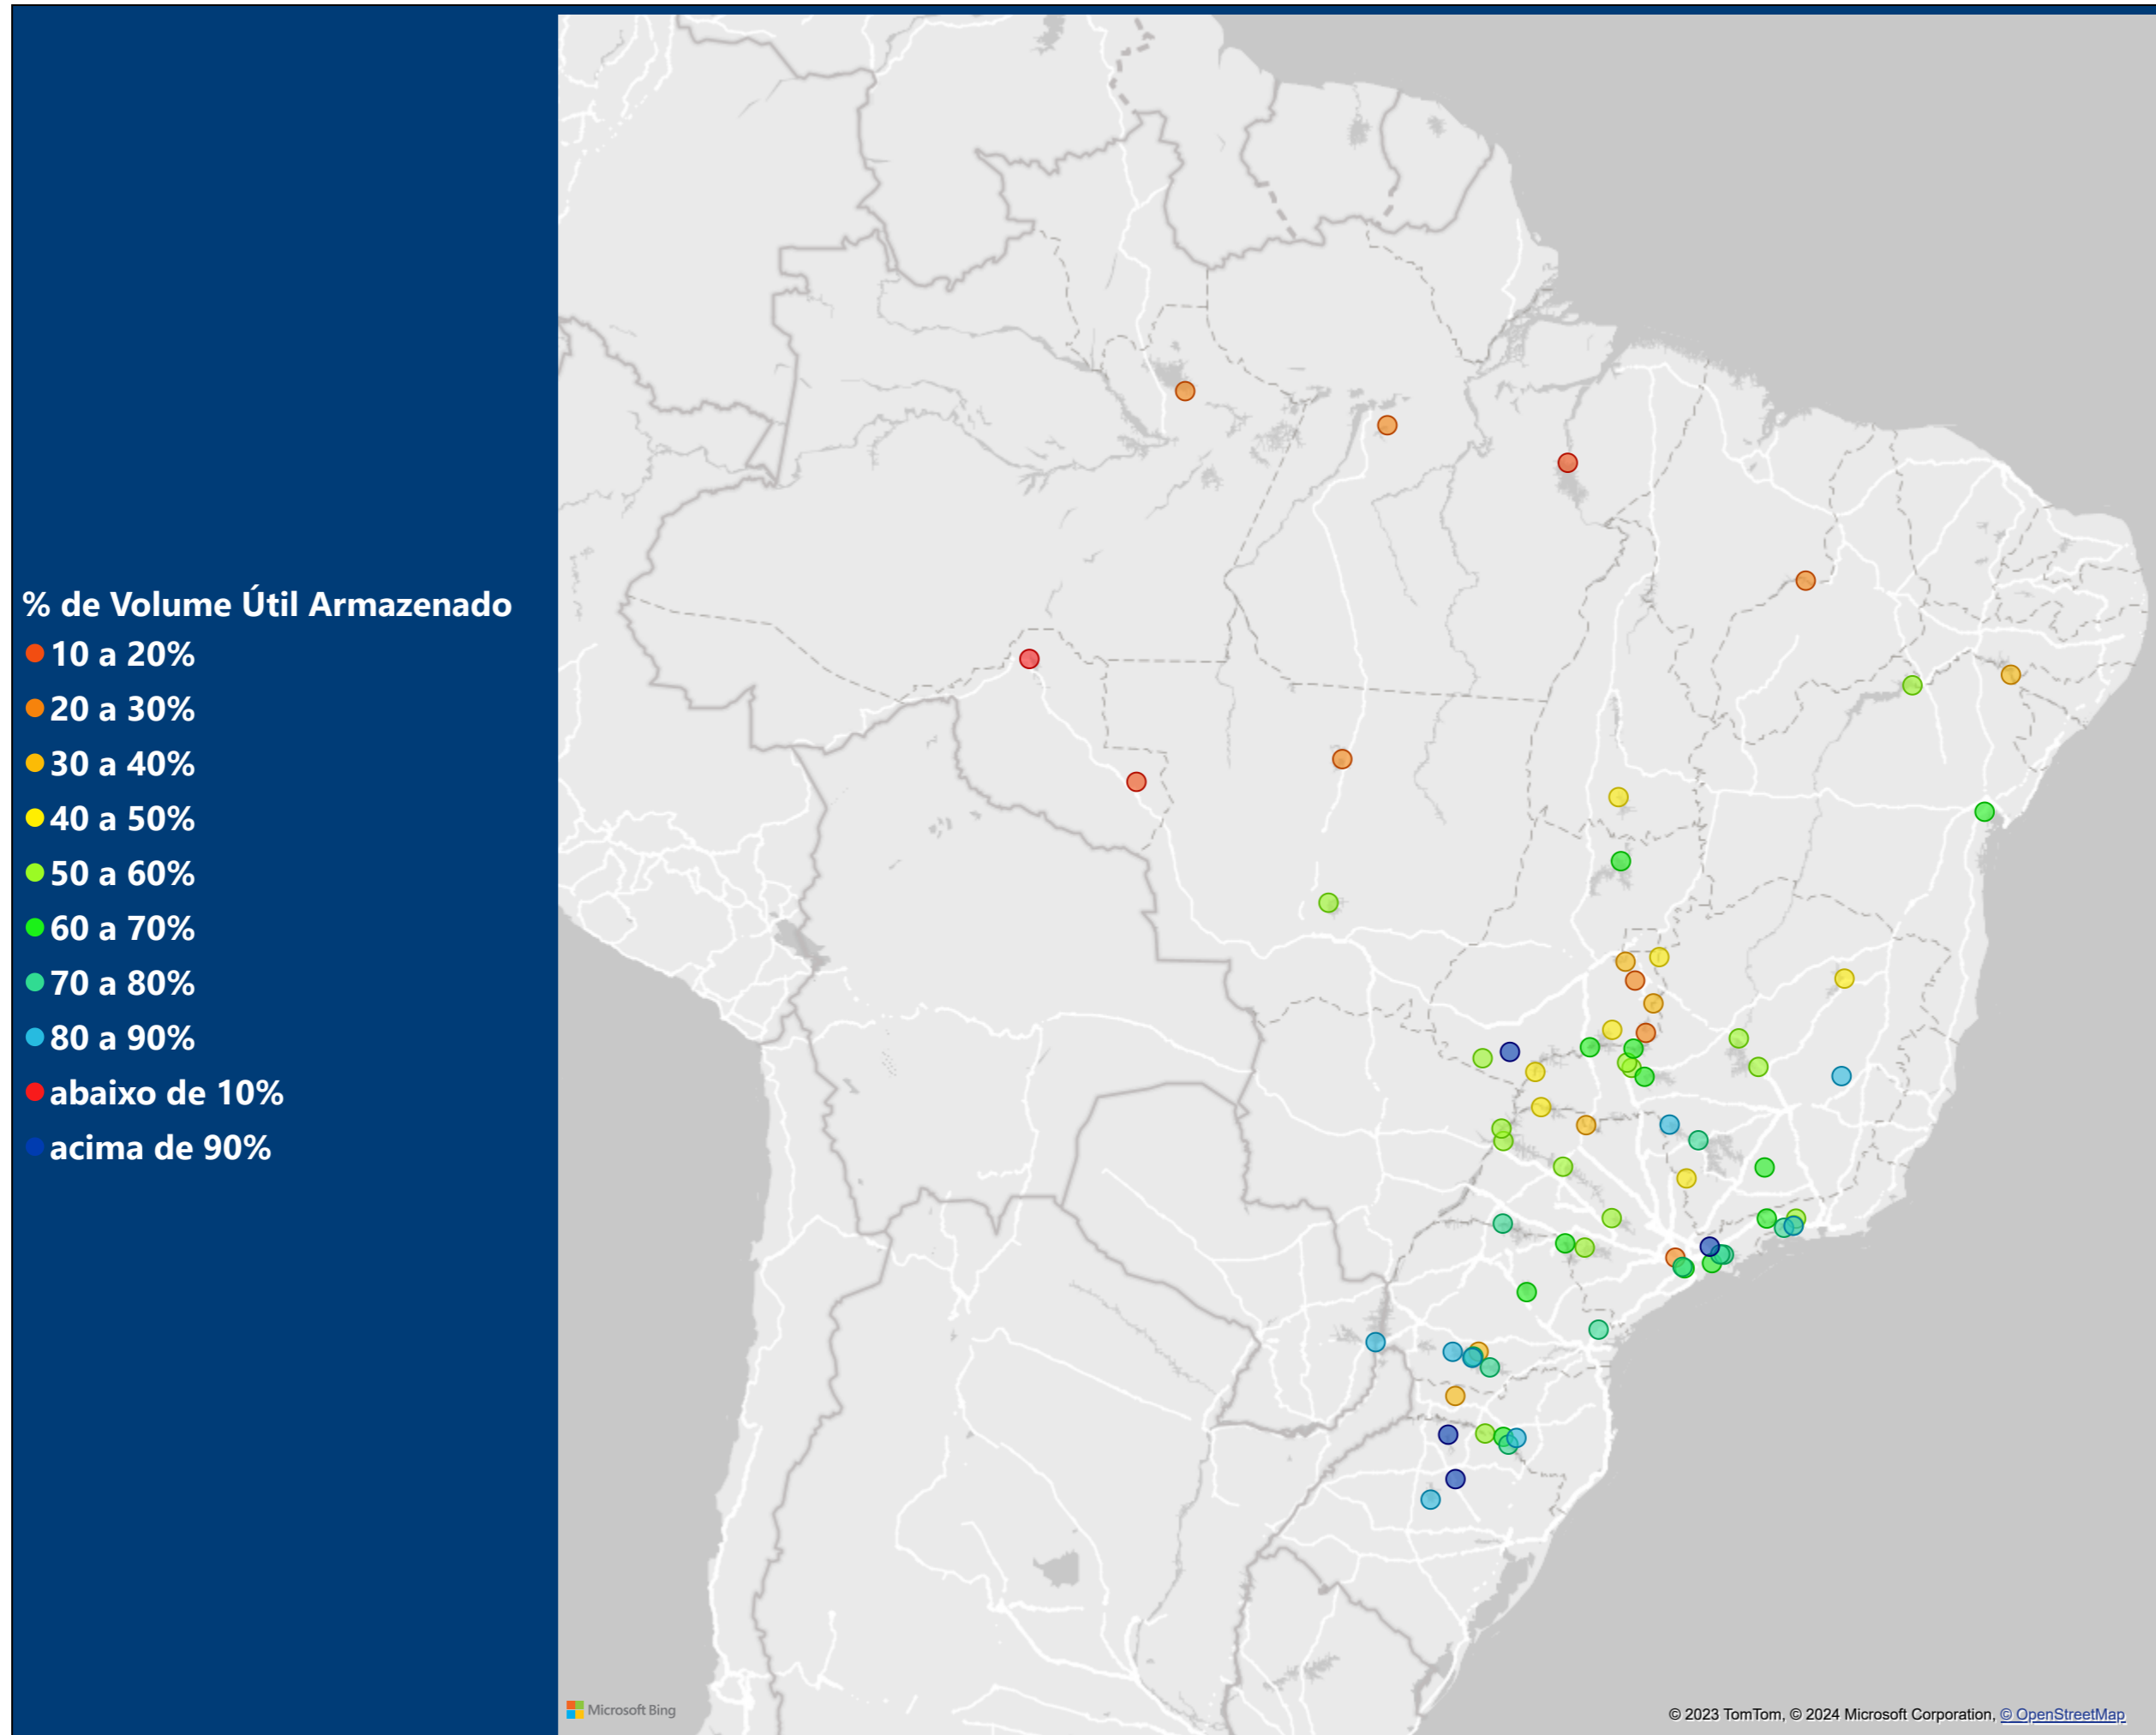 % de Volume Útil Armazenado
10 a 20%
20 a 30%
30 a 40%
40 a 50%
50 a 60%
60 a 70%
70 a 80%
80 a 90%
abaixo de 10%
acima de 90%
Microsoft Bing
© 2023 TomTom, © 2024 Microsoft Corporation, © OpenStreetMap